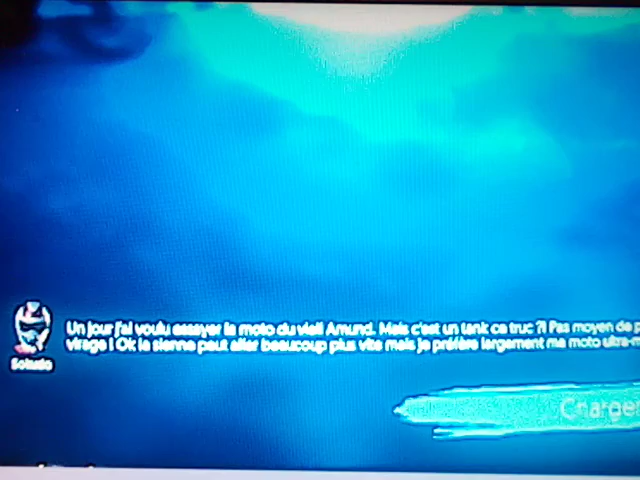 Un jour j'ai voulu essayer la moto du vieil Amund. Mais c'est un tank ce truc ?! Pas moyen de
virage ! Ok la sienne peut aller beaucoup plus vite mais je préfère largement ma moto
Charger